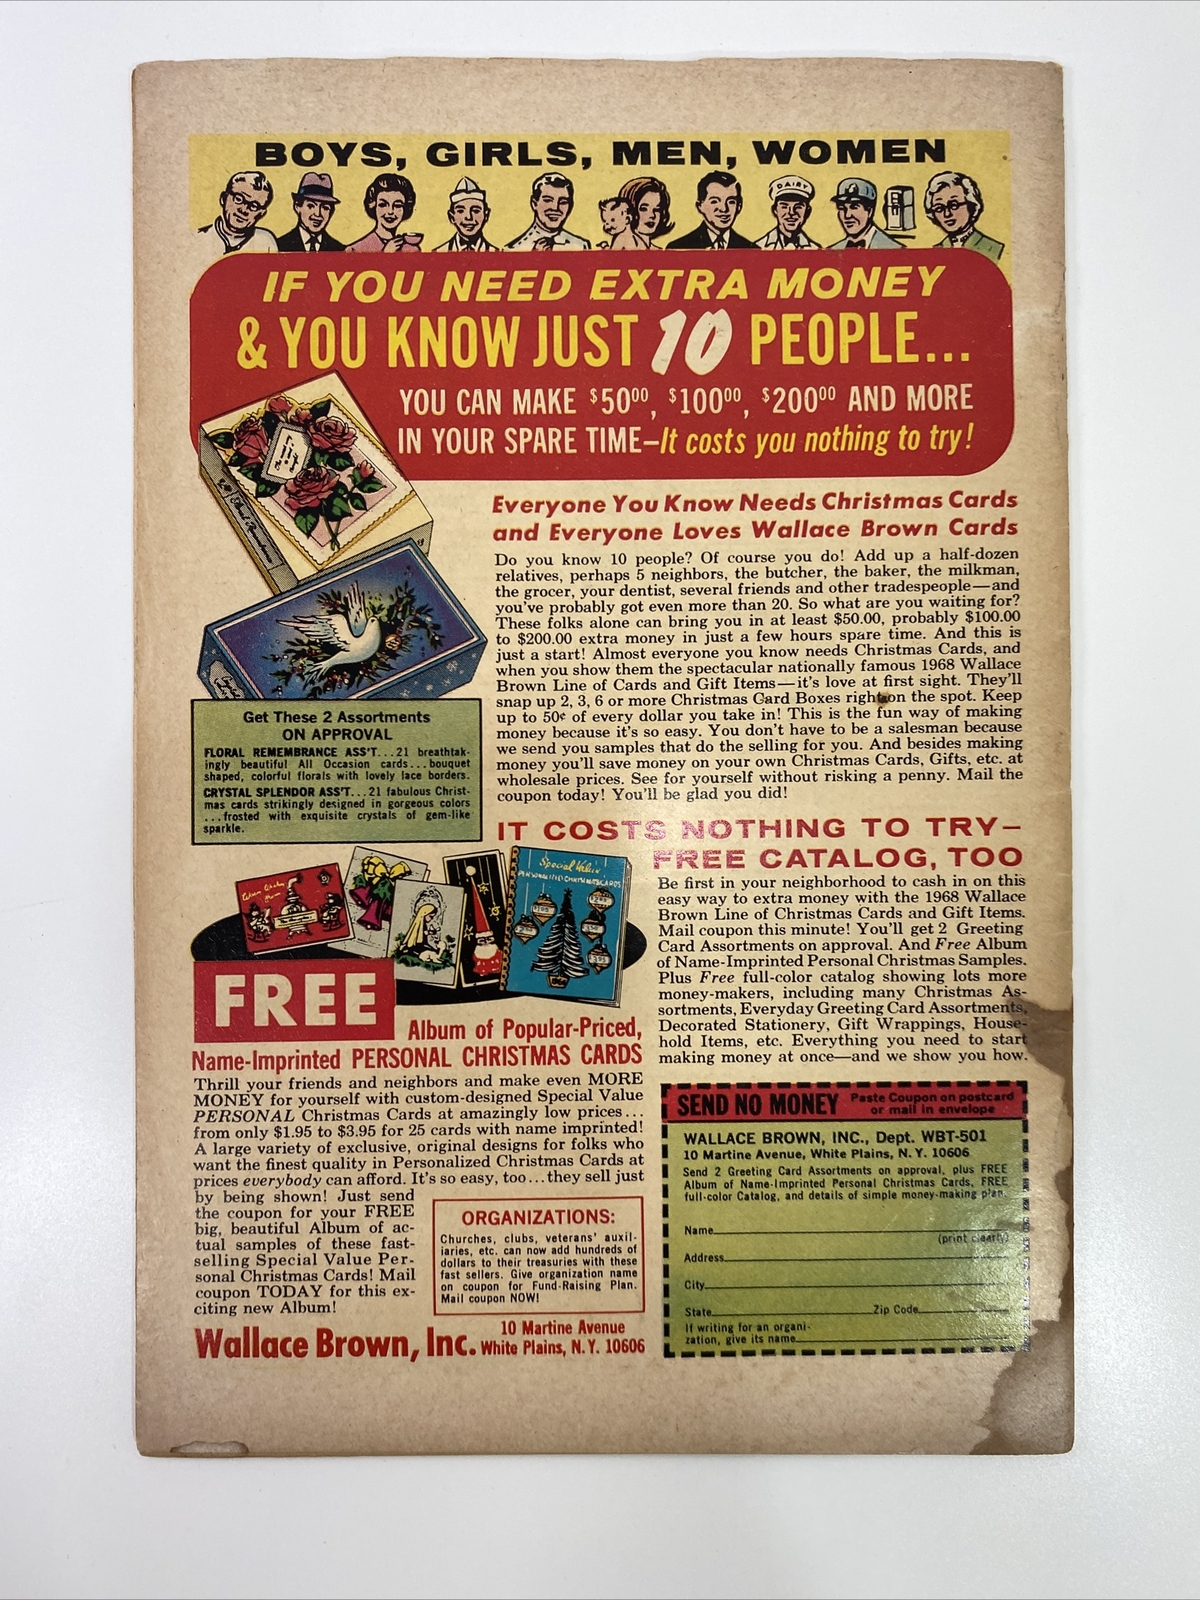 BOYS, GIRLS, MEN, WOMEN
DAIRY
IF YOU NEED EXTRA MONEY
& YOU KNOW JUST 10 PEOPLE...
YOU CAN MAKE $50.00, $100.00, $200.00 AND MORE
IN YOUR SPARE TIME—It costs you nothing to try!
Everyone You Know Needs Christmas Cards
and Everyone Loves Wallace Brown Cards
Do you know 10 people? Of course you do! Add up a half-dozen
relatives, perhaps 5 neighbors, the butcher, the baker, the milkman,
the grocer, your dentist, several friends and other tradespeople—and
you've probably got even more than 20. So what are you waiting for?
These folks alone can bring you in at least $50.00, probably $100.00
to $200.00 extra money in just a few hours spare time. And this is
just a start! Almost everyone you know needs Christmas Cards, and
when you show them the spectacular nationally famous 1968 Wallace
Brown Line of Cards and Gift Items—it's love at first sight. They'll
snap up 2, 3, 6 or more Christmas Card Boxes right on the spot. Keep
up to 50¢ of every dollar you take in! This is the fun way of making
money because it's so easy. You don't have to be a salesman because
we send you samples that do the selling for you. And besides making
money you'll save money on your own Christmas Cards, Gifts, etc. at
wholesale prices. See for yourself without risking a penny. Mail the
coupon today! You'll be glad you did!
Get These 2 Assortments
ON APPROVAL
FLORAL REMEMBRANCE ASS'T...21 breathtak-
ingly beautiful All Occasion cards...bouquet
shaped, colorful florals with lovely lace borders.
CRYSTAL SPLENDOR ASS'T...21 fabulous Christ-
mas cards strikingly designed in gorgeous colors
...frosted with exquisite crystals of gem-like
sparkle.
IT COSTS NOTHING TO TRY—
FREE CATALOG, TOO
Be first in your neighborhood to cash in on this
easy way to extra money with the 1968 Wallace
Brown Line of Christmas Cards and Gift Items.
Mail coupon this minute! You'll get 2 Greeting
Card Assortments on approval. And Free Album
of Name-Imprinted Personal Christmas Samples.
Plus Free full-color catalog showing lots more
money-makers, including many Christmas As-
sortments, Everyday Greeting Card Assortments,
Decorated Stationery, Gift Wrappings, House-
hold Items, etc. Everything you need to start
making money at once—and we show you how.
Special Value
PERSONALIZED CHRISTMAS CARDS
FREE
Album of Popular-Priced,
Name-Imprinted PERSONAL CHRISTMAS CARDS
Thrill your friends and neighbors and make even MORE
MONEY for yourself with custom-designed Special Value
PERSONAL Christmas Cards at amazingly low prices...
from only $1.95 to $3.95 for 25 cards with name imprinted!
A large variety of exclusive, original designs for folks who
want the finest quality in Personalized Christmas Cards at
prices everybody can afford. It's so easy, too...they sell just
by being shown! Just send
the coupon for your FREE
big, beautiful Album of ac-
tual samples of these fast-
selling Special Value Per-
sonal Christmas Cards! Mail
coupon TODAY for this ex-
citing new Album!
ORGANIZATIONS:
Churches, clubs, veterans' auxil-
iaries, etc. can now add hundreds of
dollars to their treasuries with these
fast sellers. Give organization name
on coupon for Fund-Raising Plan.
Mail coupon NOW!
Wallace Brown, Inc. 10 Martine Avenue
White Plains, N.Y. 10606
SEND NO MONEY Paste Coupon on postcard
or mail in envelope
WALLACE BROWN, INC., Dept. WBT-501
10 Martine Avenue, White Plains, N.Y. 10606
Send 2 Greeting Card Assortments on approval, plus FREE
Album of Name-Imprinted Personal Christmas Cards, FREE
full-color Catalog, and details of simple money-making plan.
Name
(print clearly)
Address
City
State Zip Code
If writing for an organi-
zation, give its name